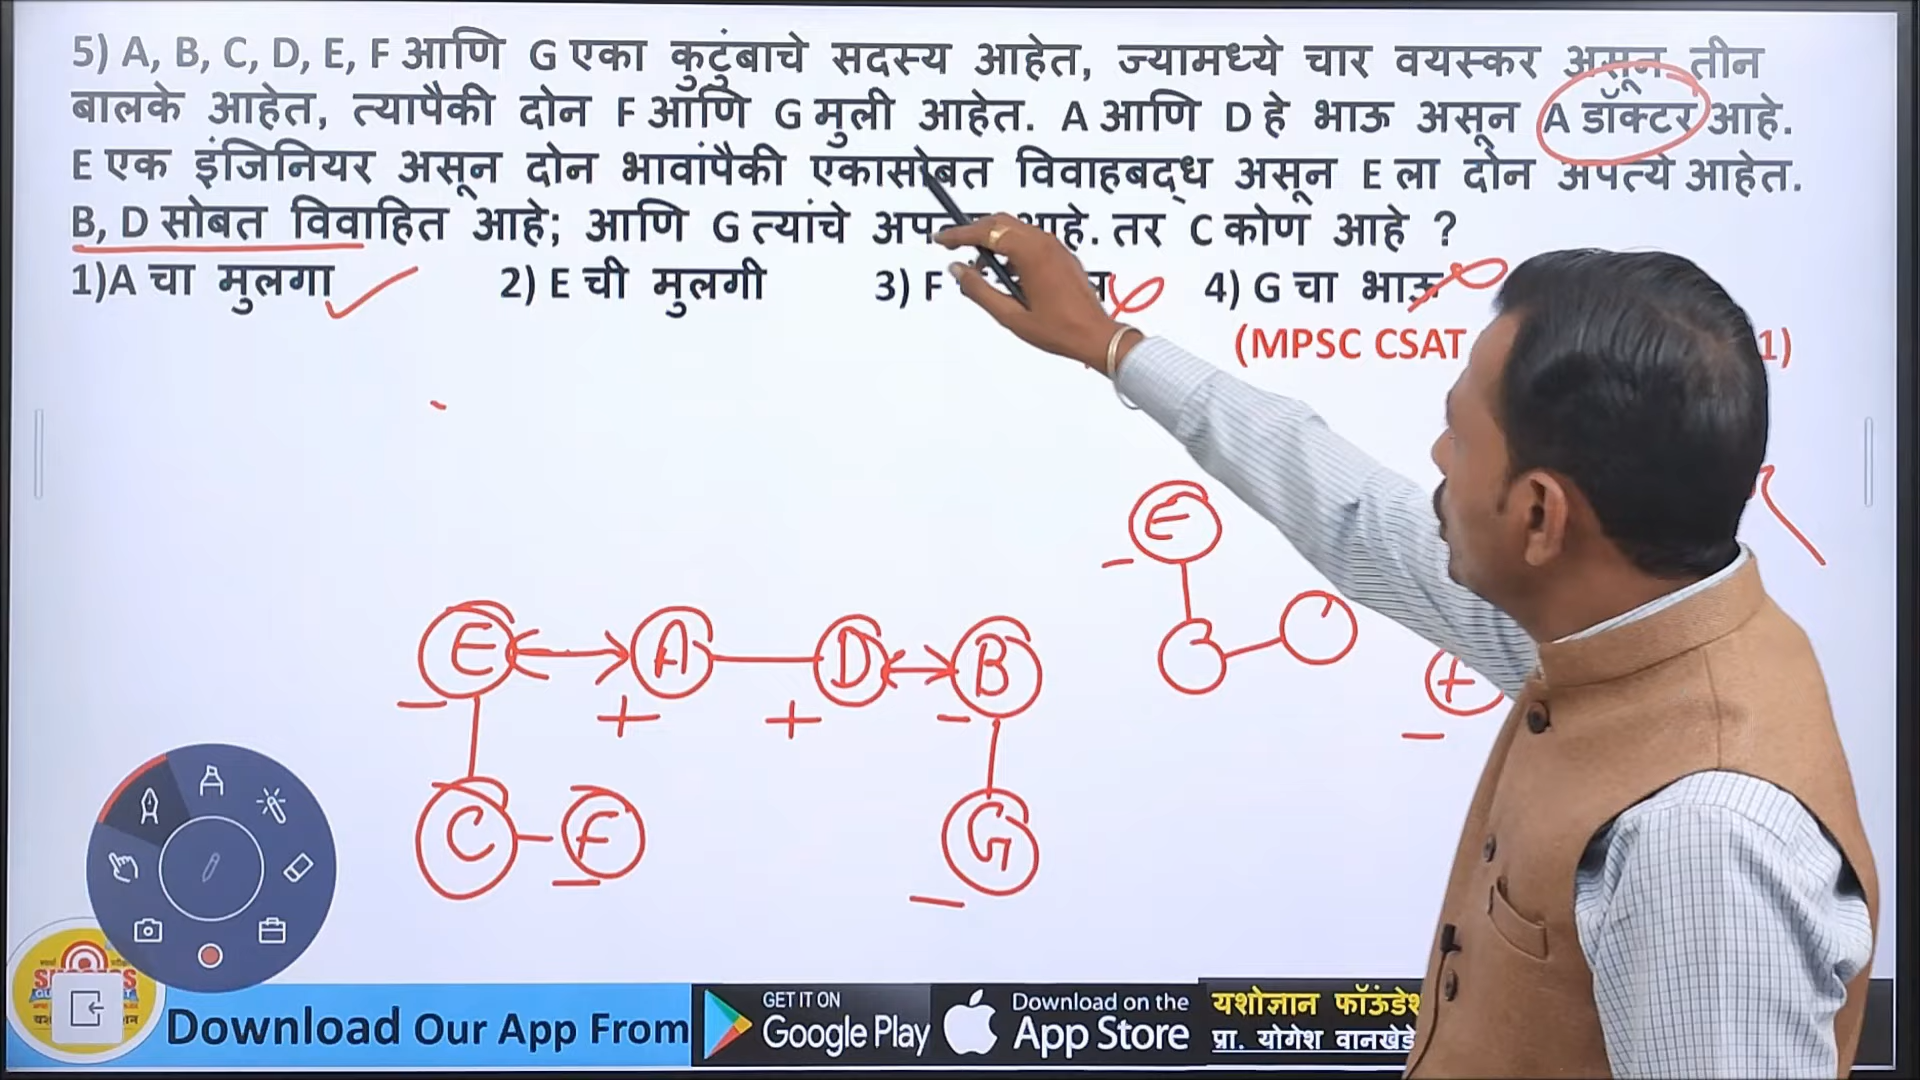 5) A, B, C, D, E, F आणि G एका कुटुंबाचे सदस्य आहेत, ज्यामध्ये चार वयस्कर असून तीन
बालके आहेत, त्यापैकी दोन F आणि G मुली आहेत. A आणि D हे भाऊ असून A डॉक्टर आहे.
E एक इंजिनियर असून दोन भावांपैकी एकासोबत विवाहबद्ध असून E ला दोन अपत्ये आहेत.
B, D सोबत विवाहित आहे; आणि G त्यांचे आहे. तर C कोण आहे ?
1)A चा मुलगा 2) E ची मुलगी 3) F 4) G चा भाऊ
(MPSC CSAT 1)
E
E A D B
+ + - +
C F G
SUCCESS
Download Our App From
GET IT ON
Google Play
Download on the
App Store
यशोज्ञान
प्रा. योगेश वानखेडे